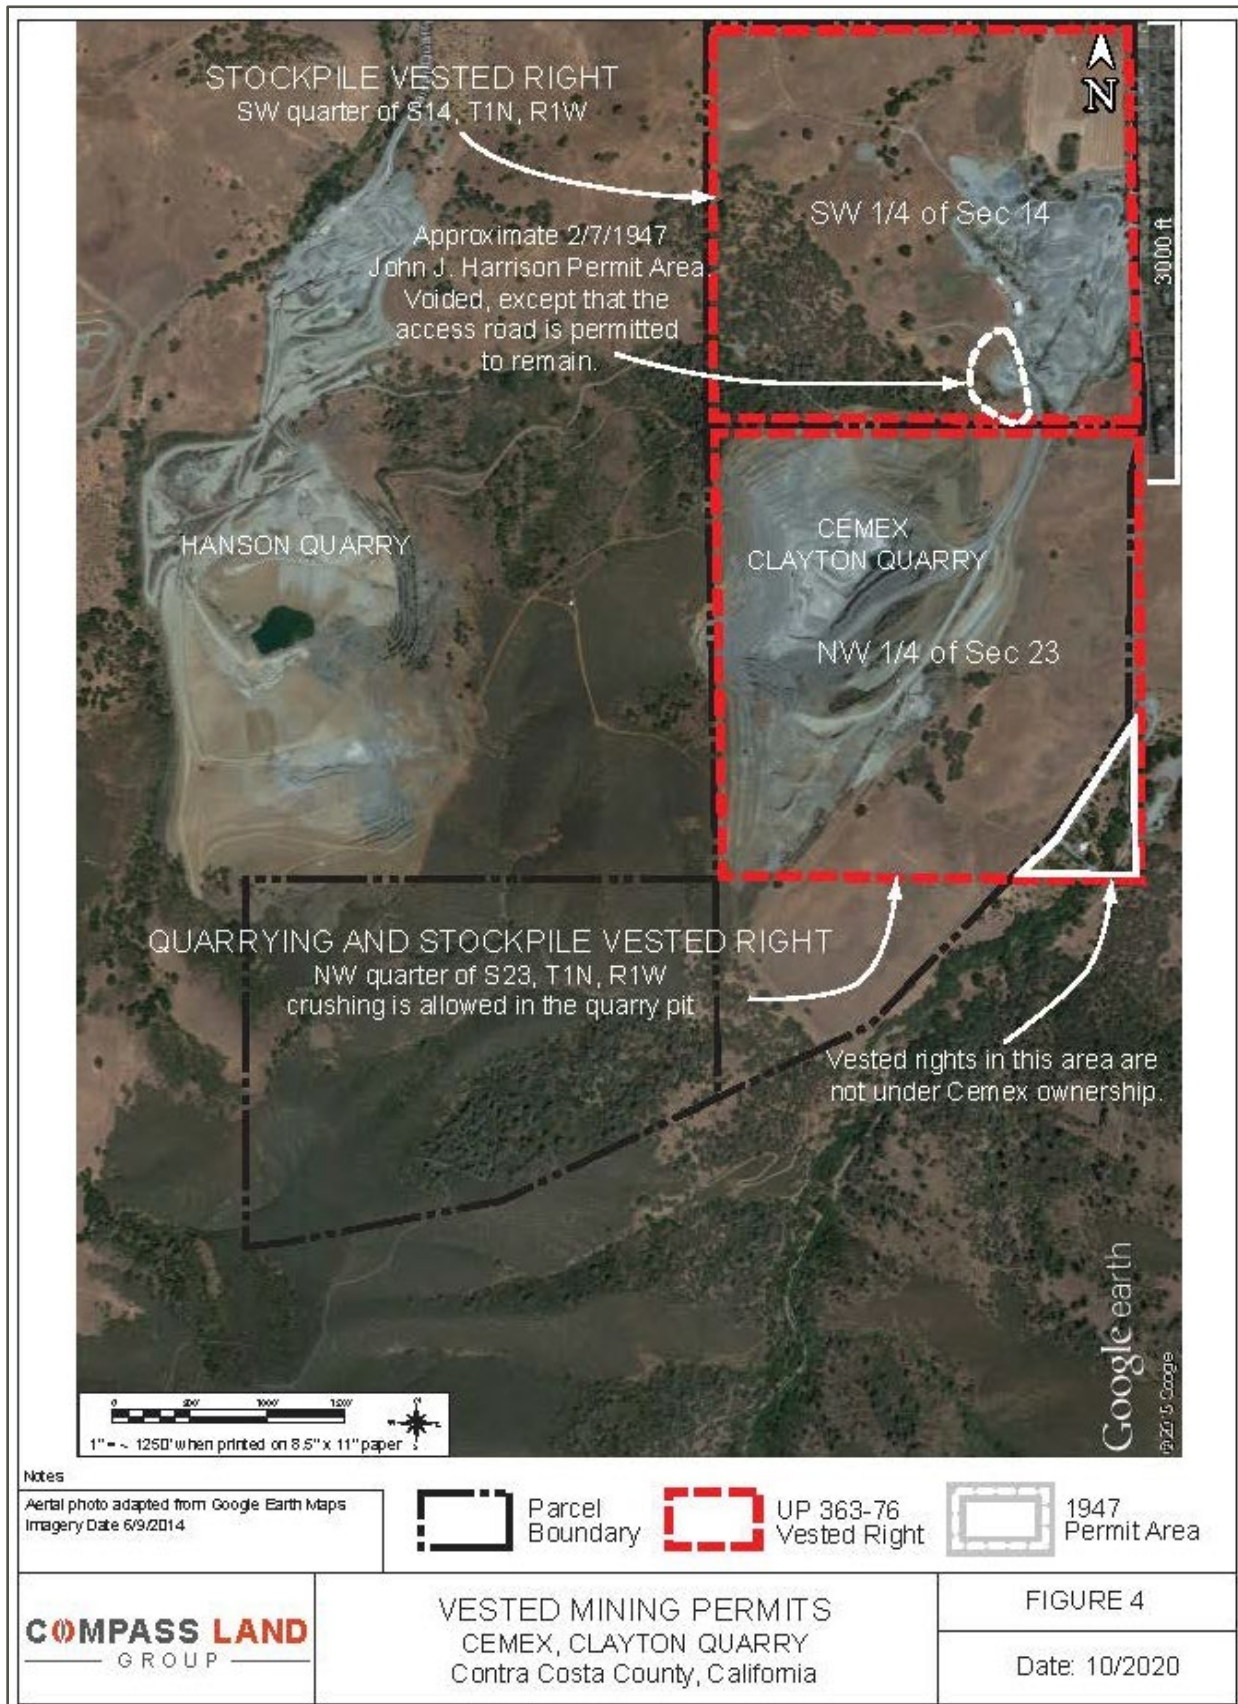 STOCKPILE VESTED RIGHT
SW quarter of S14, T1N, R1W
N
SW 1/4 of Sec 14
3000 ft
Approximate 2/7/1947
John J. Harrison Permit Area.
Voided, except that the
access road is permitted
to remain.
HANSON QUARRY
CEMEX
CLAYTON QUARRY
NW 1/4 of Sec 23
QUARRYING AND STOCKPILE VESTED RIGHT
NW quarter of S23, T1N, R1W
crushing is allowed in the quarry pit
Vested rights in this area are
not under Cemex ownership.
Google earth
©2015 Google
0 1000'
1" = ~ 1250' when printed on 8.5" x 11" paper
Notes
Aerial photo adapted from Google Earth Maps
Imagery Date 6/9/2014
Parcel
Boundary
UP 363-76
Vested Right
1947
Permit Area
COMPASS LAND
GROUP
VESTED MINING PERMITS
CEMEX, CLAYTON QUARRY
Contra Costa County, California
FIGURE 4
Date: 10/2020